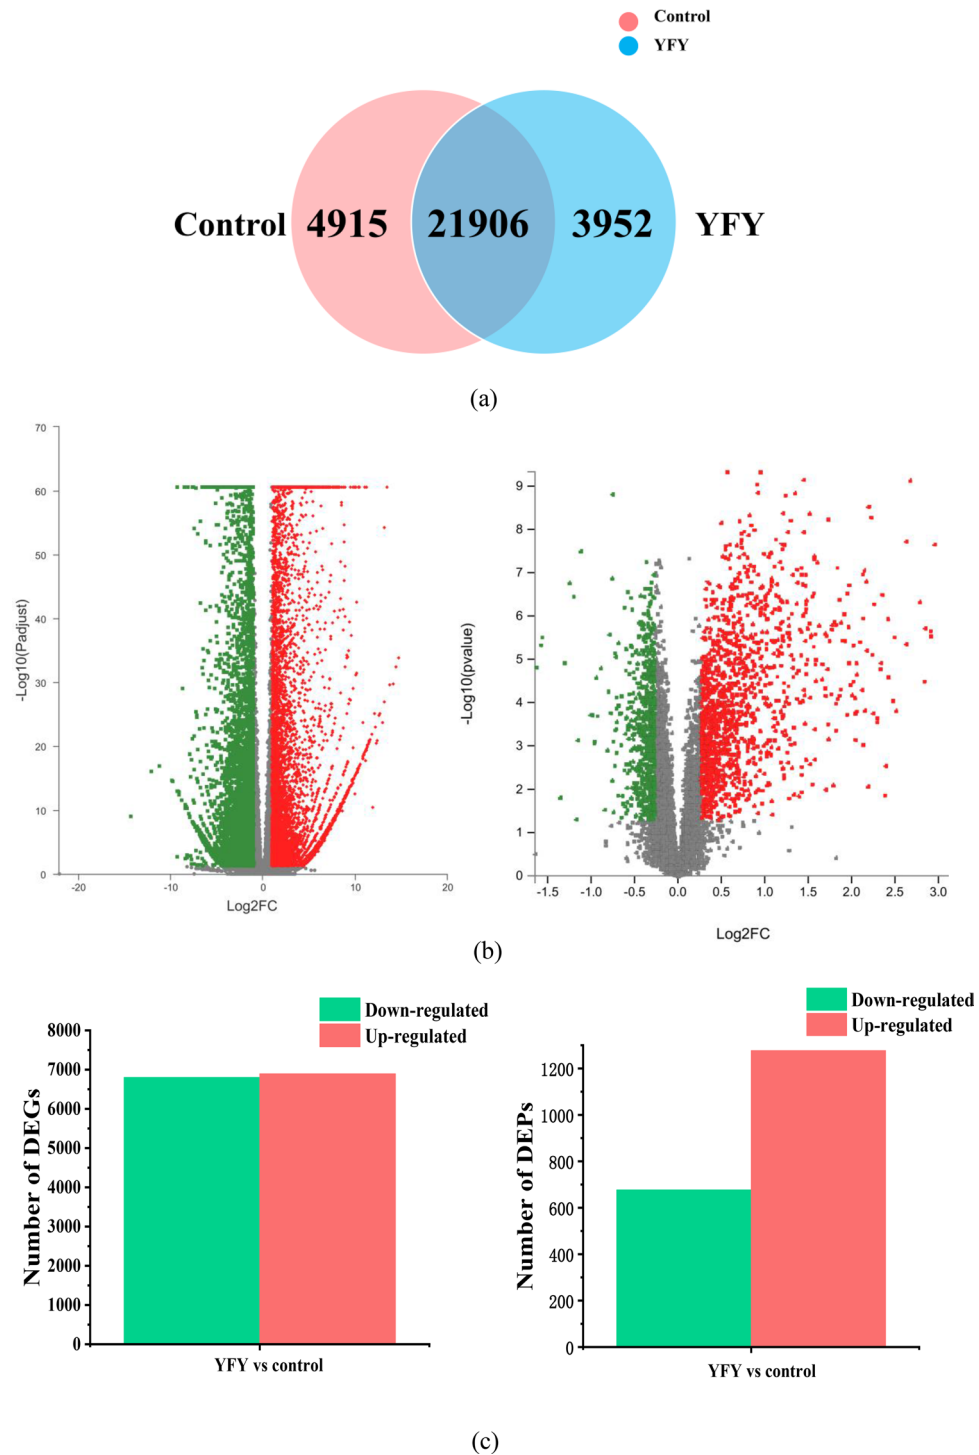 Control
YFY
Control 4915 21906 3952 YFY
(a)
70
60
50
40
30
20
10
0
-Log10(Padjust)
-20 -10 0 10 20
Log2FC
9
8
7
6
5
4
3
2
1
0
-Log10(pvalue)
-1.5 -1.0 -0.5 0.0 0.5 1.0 1.5 2.0 2.5 3.0
Log2FC
(b)
Down-regulated
Up-regulated
8000
7000
6000
5000
4000
3000
2000
1000
0
Number of DEGs
YFY vs control
Down-regulated
Up-regulated
1200
1000
800
600
400
200
0
Number of DEPs
YFY vs control
(c)